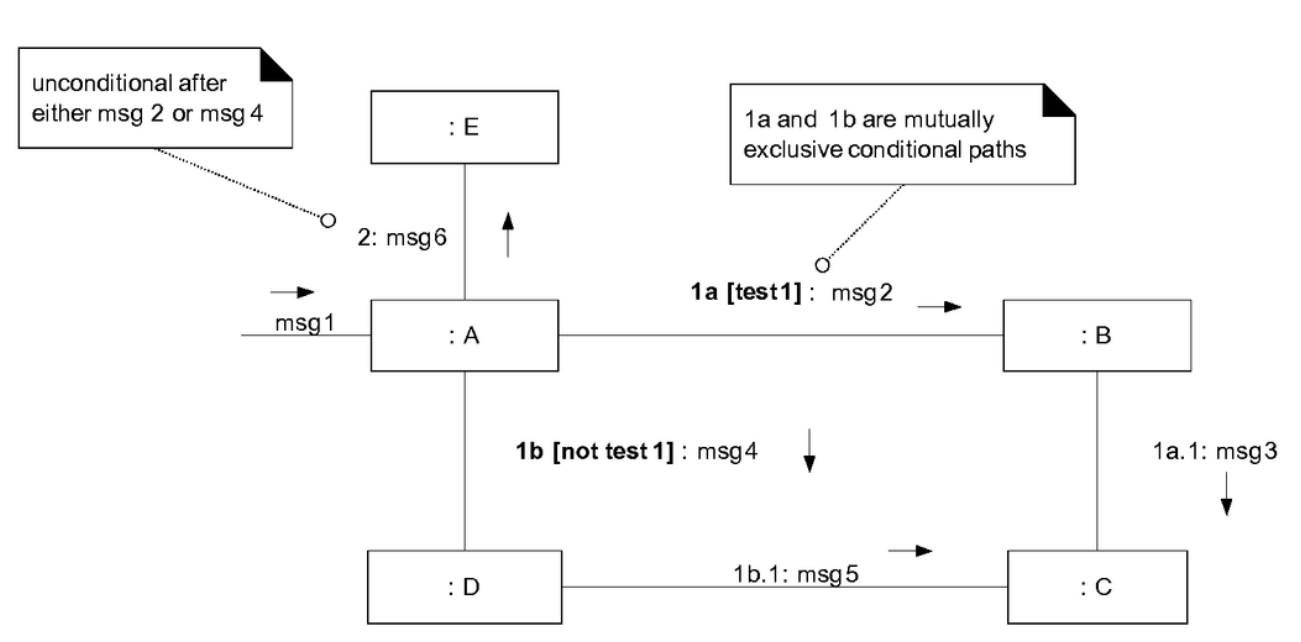 unconditional after
either msg 2 or msg 4
: E
1a and 1b are mutually
exclusive conditional paths
2: msg6
1a [test1] : msg2
msg1
: A
: B
1b [not test 1] : msg4
1a.1: msg3
: D
1b.1: msg5
: C